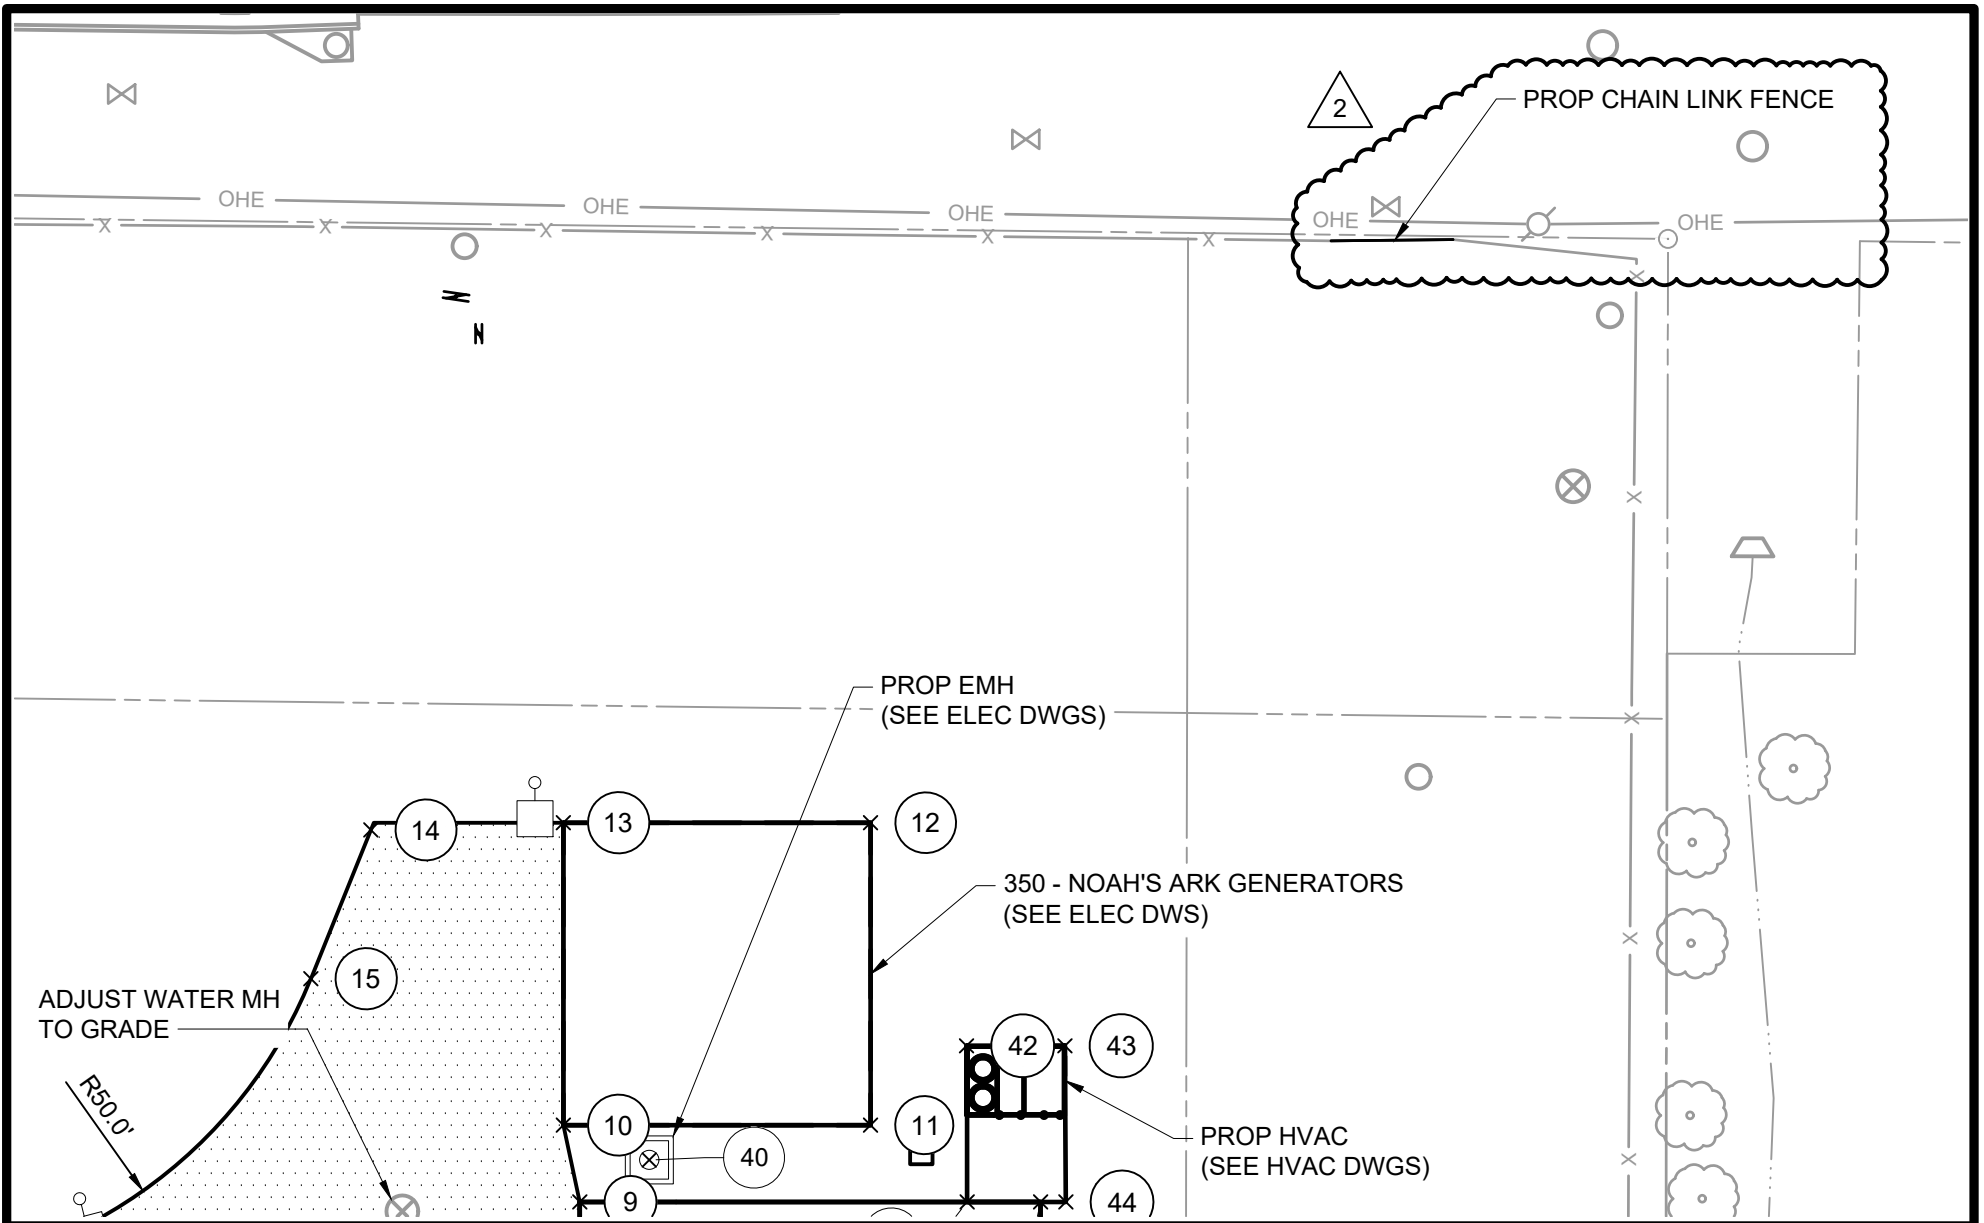 2
PROP CHAIN LINK FENCE
OHE
OHE
OHE
OHE
OHE
X
X
X
X
X
X
X
N
N
X
PROP EMH
(SEE ELEC DWGS)
X
14
13
12
350 - NOAH'S ARK GENERATORS
(SEE ELEC DWS)
X
15
ADJUST WATER MH
TO GRADE
42
43
R50.0'
10
11
PROP HVAC
(SEE HVAC DWGS)
40
X
9
44